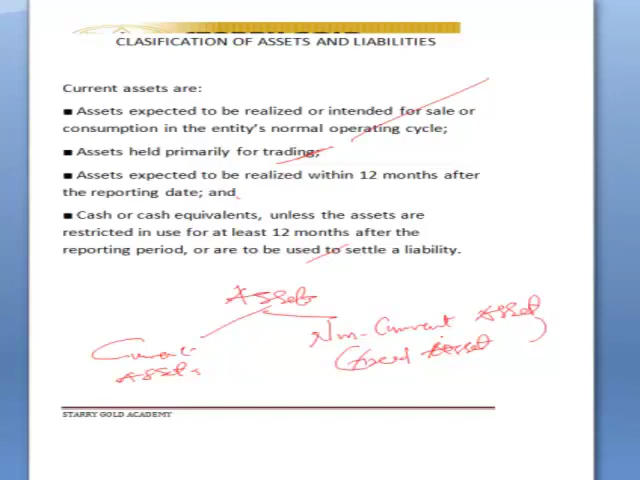 CLASIFICATION OF ASSETS AND LIABILITIES
Current assets are:
■ Assets expected to be realized or intended for sale or
consumption in the entity's normal operating cycle;
■ Assets held primarily for trading;
■ Assets expected to be realized within 12 months after
the reporting date; and
■ Cash or cash equivalents, unless the assets are
restricted in use for at least 12 months after the
reporting period, or are to be used to settle a liability.
Assets
Current
Assets
Non-Current Asset
(Fixed Asset)
STARRY GOLD ACADEMY